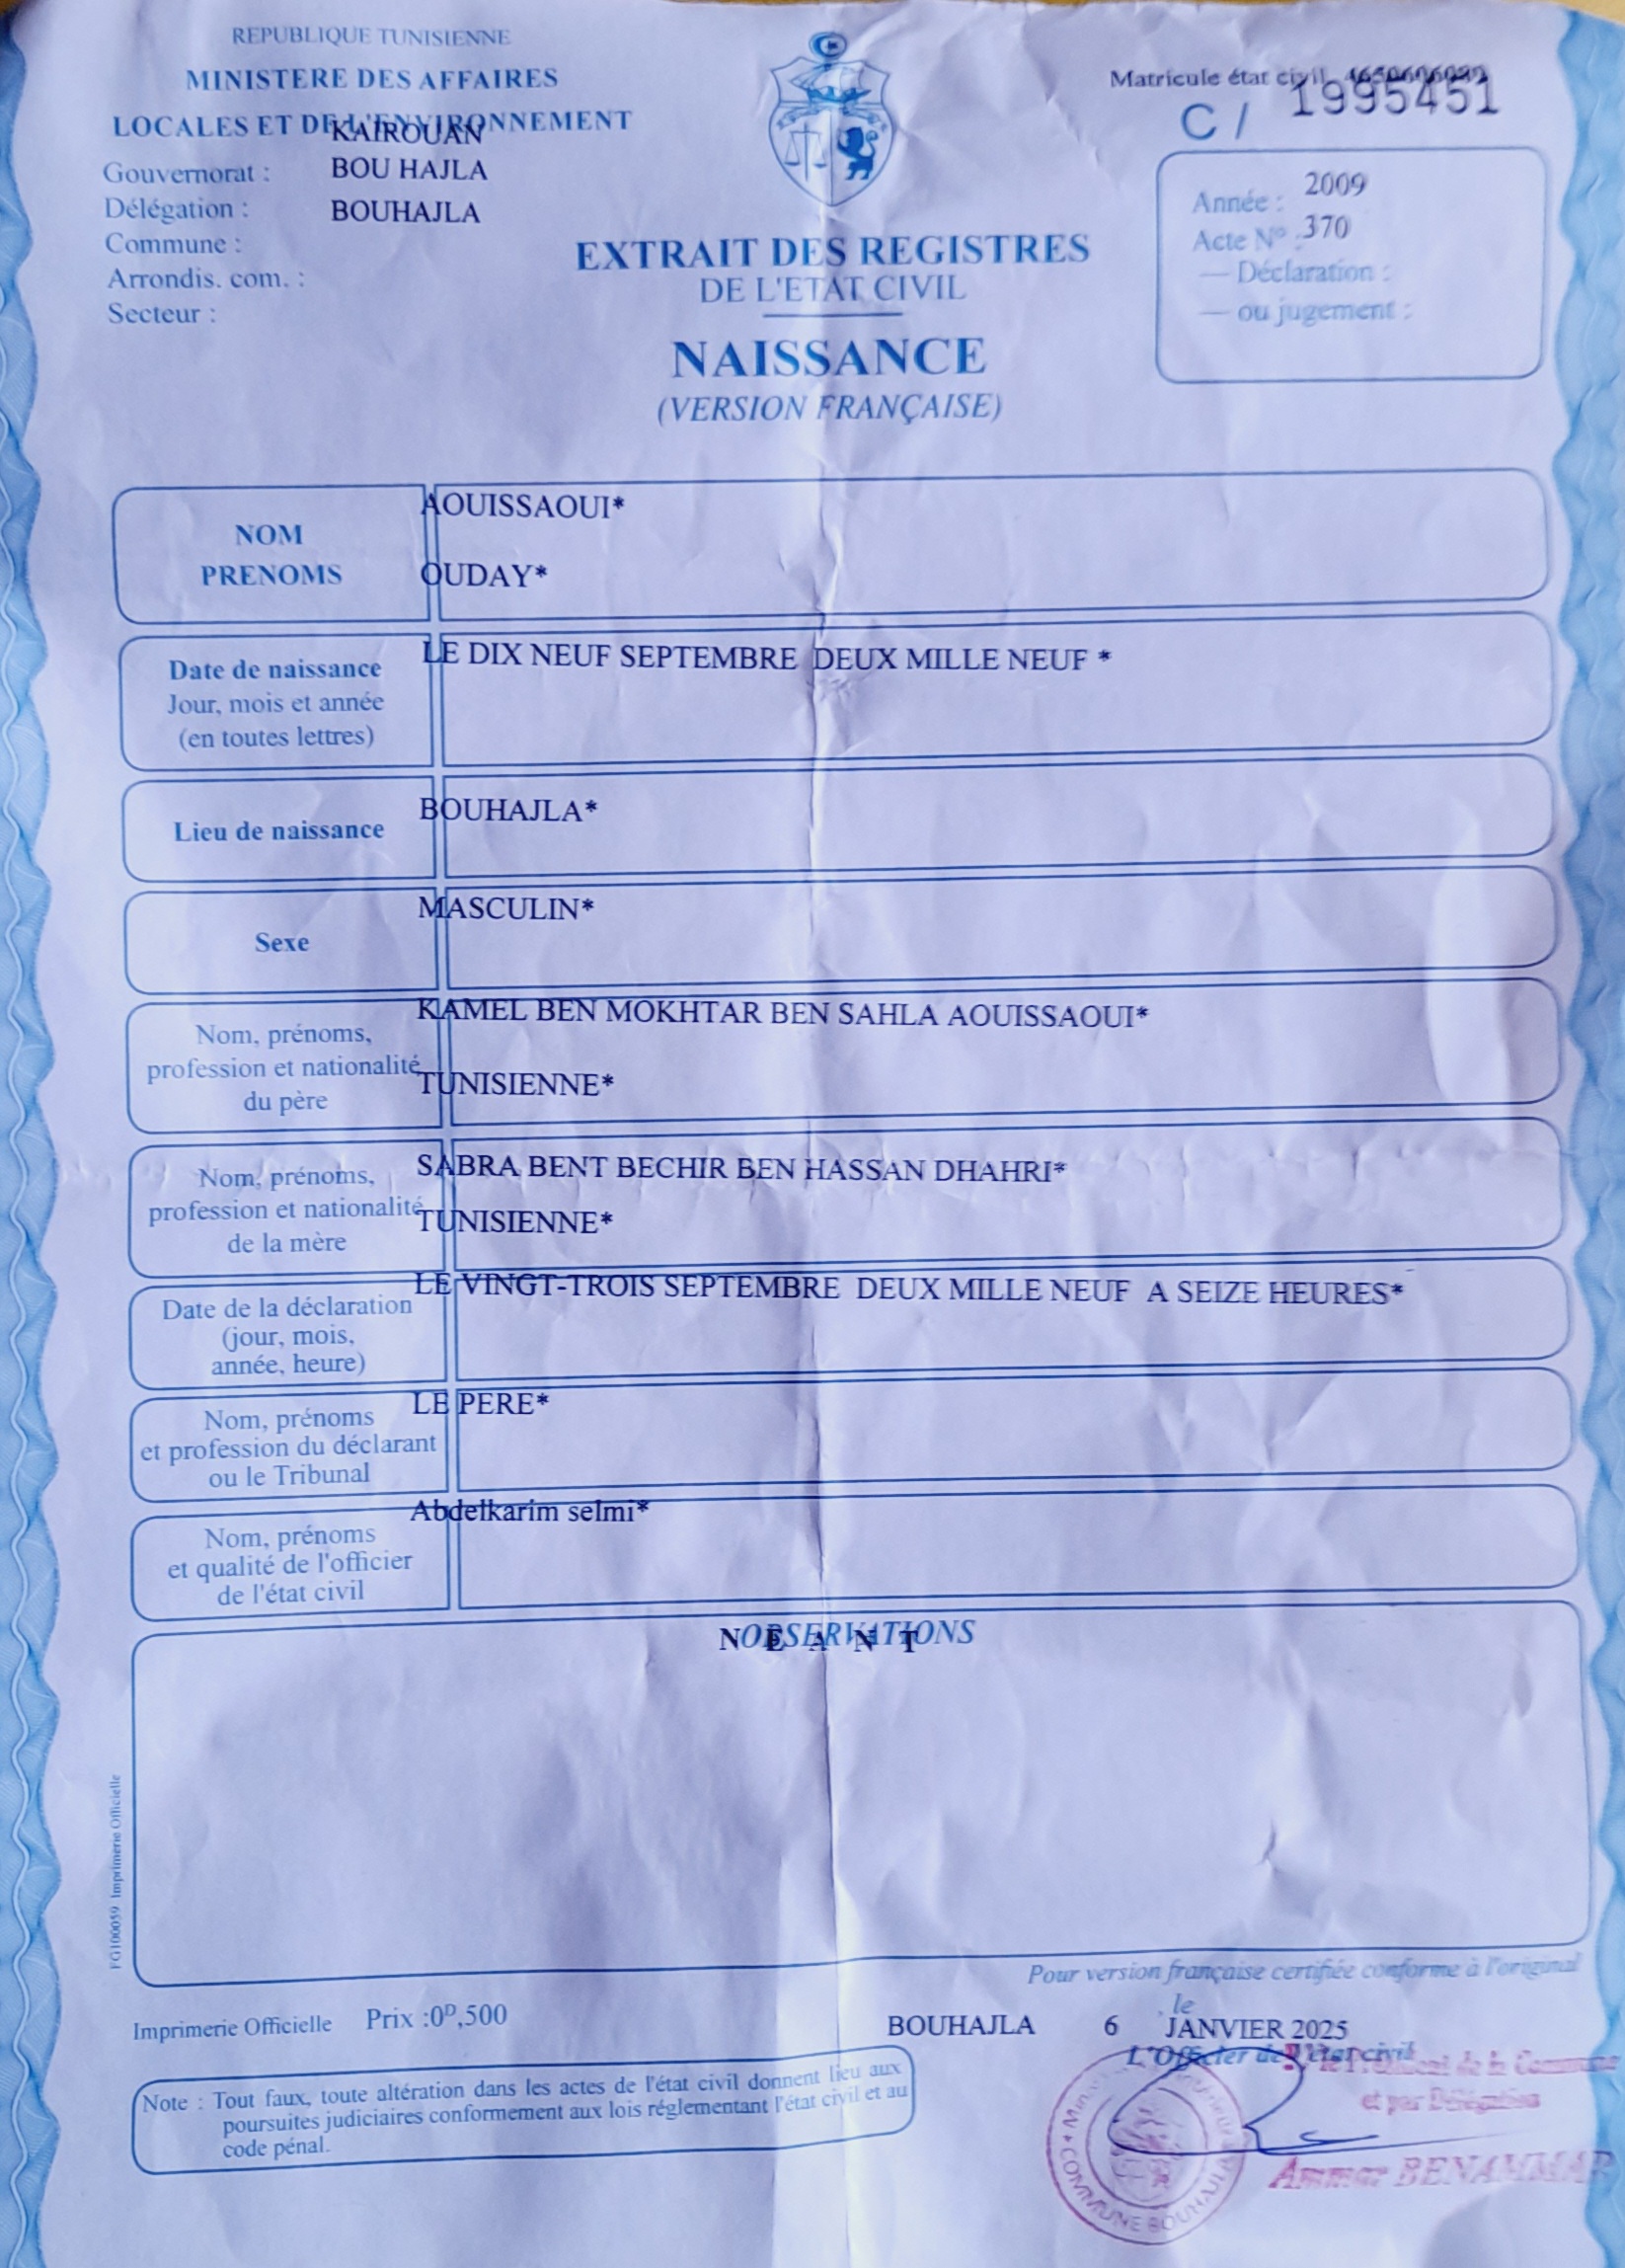 REPUBLIQUE TUNISIENNE
MINISTERE DES AFFAIRES
LOCALES ET DE L'ENVIRONNEMENT
KAIROUAN
Gouvernorat :
BOU HAJLA
Délégation :
BOUHAJLA
Commune :
Arrondis. com. :
Secteur :
Matricule état civil
C / 1995451
Année : 2009
Acte N° : 370
— Déclaration :
— ou jugement :
EXTRAIT DES REGISTRES
DE L'ETAT CIVIL
NAISSANCE
(VERSION FRANÇAISE)
NOM
PRENOMS
AOUISSAOUI*
OUDAY*
Date de naissance
Jour, mois et année
(en toutes lettres)
LE DIX NEUF SEPTEMBRE DEUX MILLE NEUF *
Lieu de naissance
BOUHAJLA*
Sexe
MASCULIN*
Nom, prénoms,
profession et nationalité
du père
KAMEL BEN MOKHTAR BEN SAHLA AOUISSAOUI*
TUNISIENNE*
Nom, prénoms,
profession et nationalité
de la mère
SABRA BENT BECHIR BEN HASSAN DHAHRI*
TUNISIENNE*
Date de la déclaration
(jour, mois,
année, heure)
LE VINGT-TROIS SEPTEMBRE DEUX MILLE NEUF A SEIZE HEURES*
Nom, prénoms
et profession du déclarant
ou le Tribunal
LE PERE*
Nom, prénoms
et qualité de l'officier
de l'état civil
Abdelkarim selmi*
OBSERVATIONS
N E A N T
FG100059 Imprimerie Officielle
Pour version française certifiée conforme à l'original
Imprimerie Officielle Prix :0ᴰ,500
le
BOUHAJLA 6 JANVIER 2025
L'Officier de l'état civil
Président de la Commune
et par Délégation
Ammar BENAMMAR
COMMUNE BOUHAJLA
Note : Tout faux, toute altération dans les actes de l'état civil donnent lieu aux
poursuites judiciaires conformement aux lois réglementant l'état civil et au
code pénal.